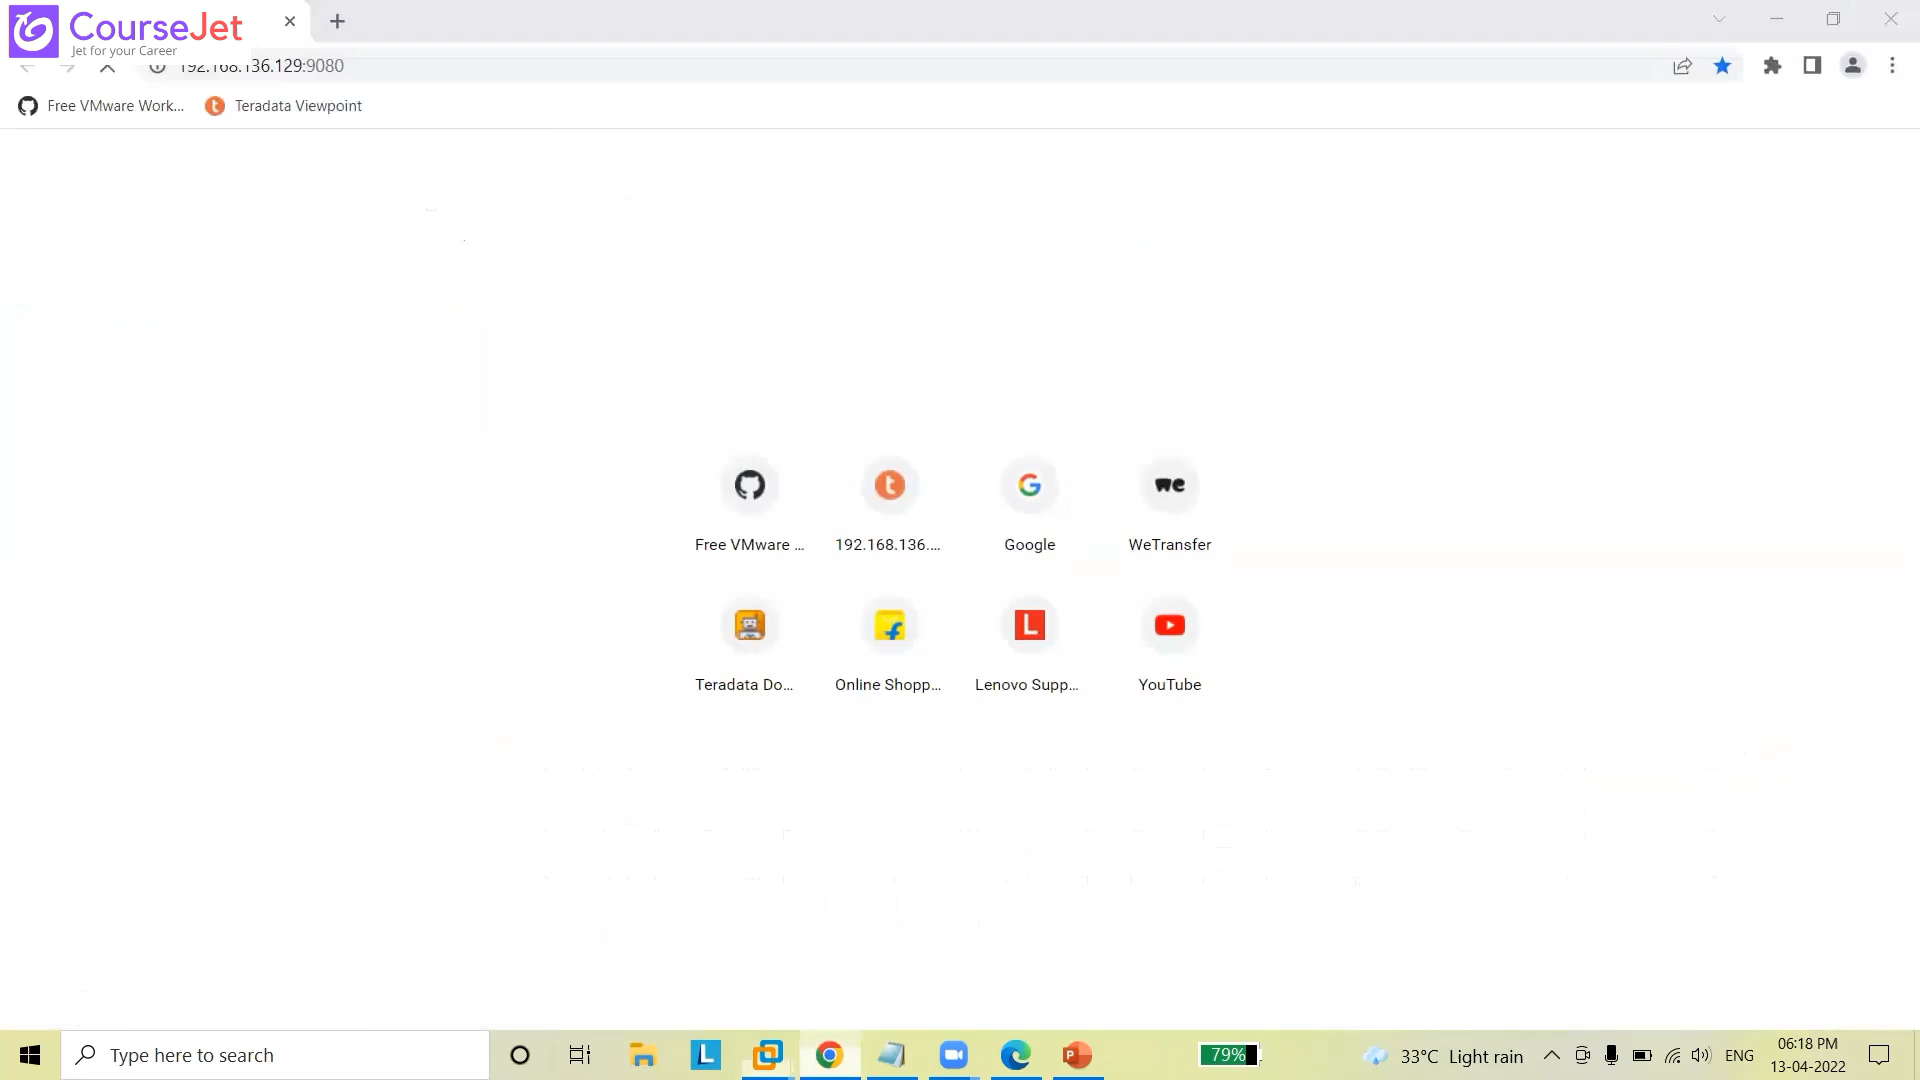 CourseJet
Jet for your Career
192.168.136.129:9080
Free VMware Work...
Teradata Viewpoint
Free VMware ...
192.168.136....
Google
WeTransfer
Teradata Do...
Online Shopp...
Lenovo Supp...
YouTube
Type here to search
79%
33°C Light rain
ENG
06:18 PM
13-04-2022